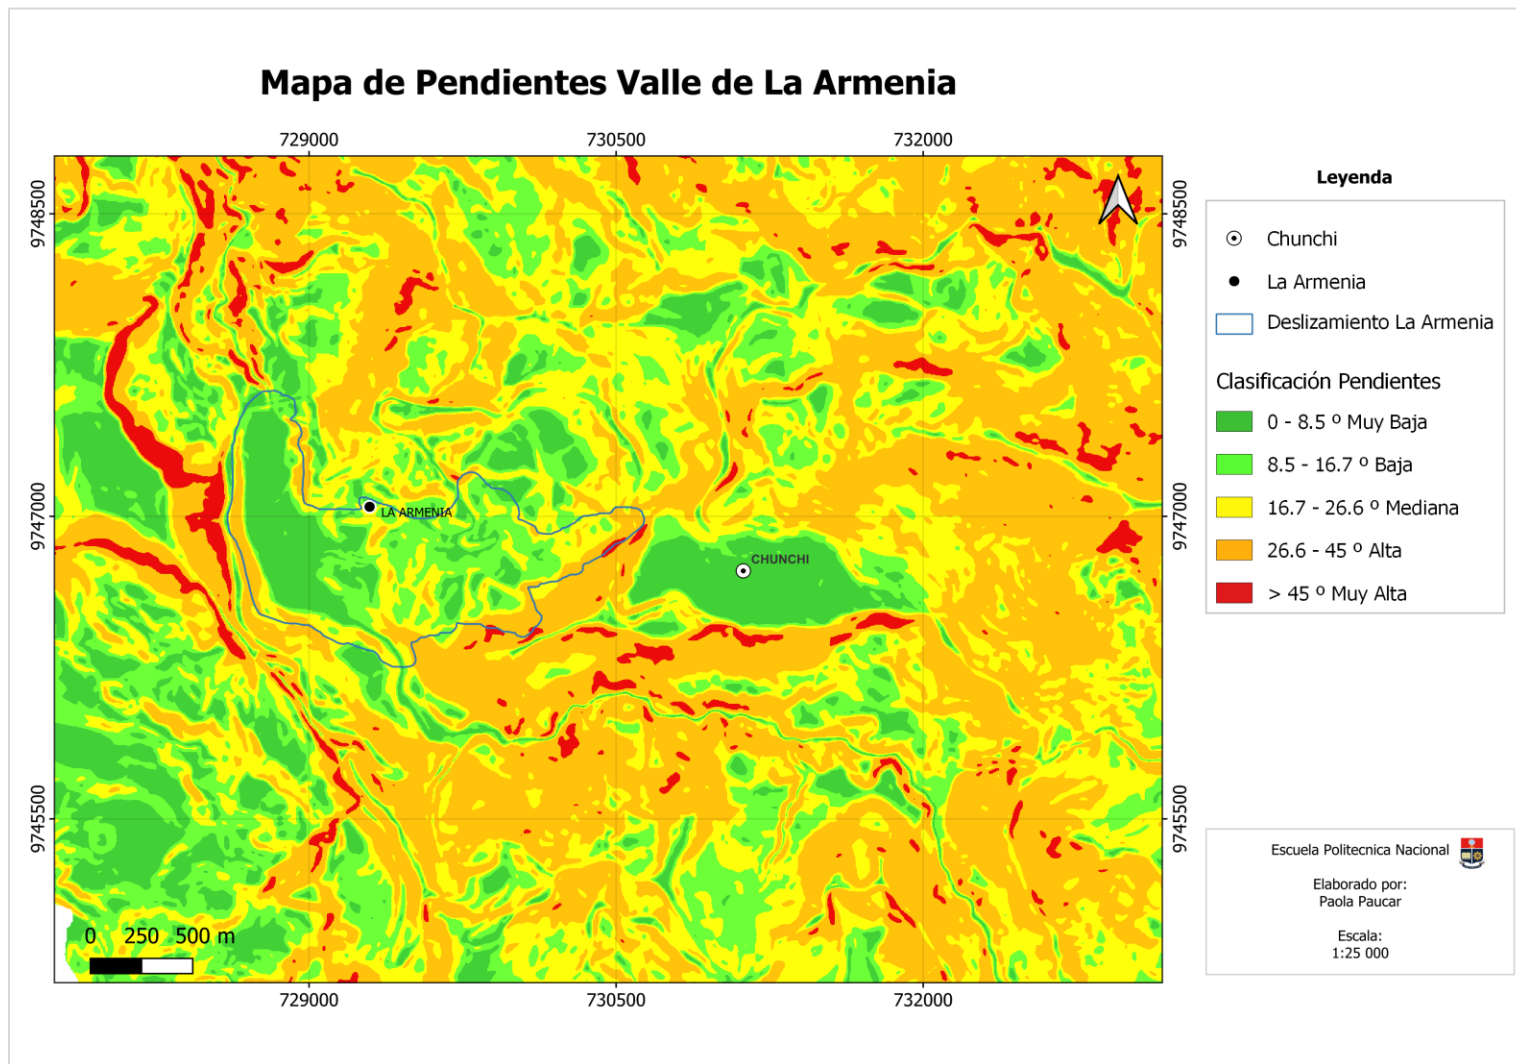 Mapa de Pendientes Valle de La Armenia
729000
730500
732000
9748500
9748500
9747000
9747000
9745500
9745500
LA ARMENIA
CHUNCHI
0 250 500 m
729000
730500
732000
Leyenda
Chunchi
La Armenia
Deslizamiento La Armenia
Clasificación Pendientes
0 - 8.5 º Muy Baja
8.5 - 16.7 º Baja
16.7 - 26.6 º Mediana
26.6 - 45 º Alta
> 45 º Muy Alta
Escuela Politecnica Nacional
Elaborado por:
Paola Paucar
Escala:
1:25 000